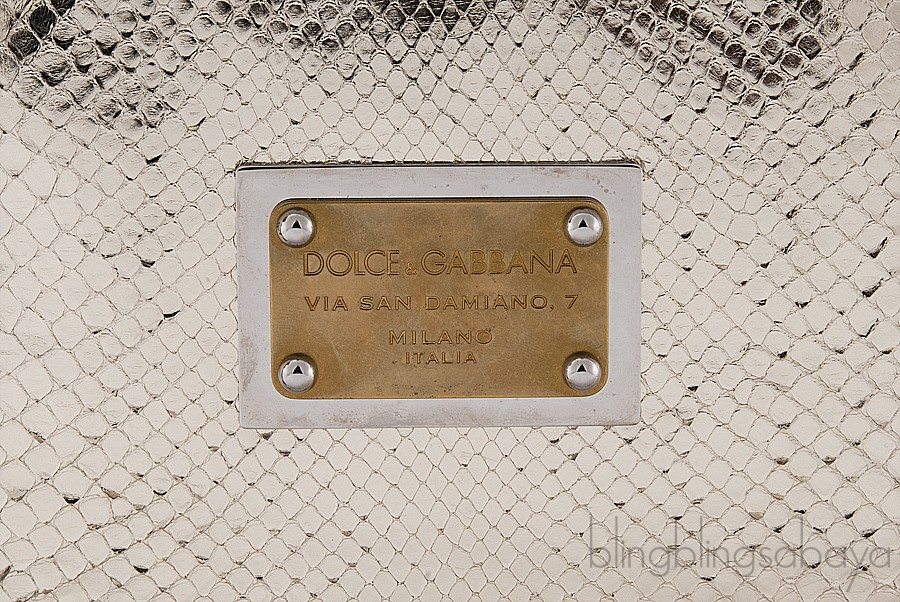 DOLCE & GABBANA
VIA SAN DAMIANO, 7
MILANO
ITALIA
blingblingsabaya